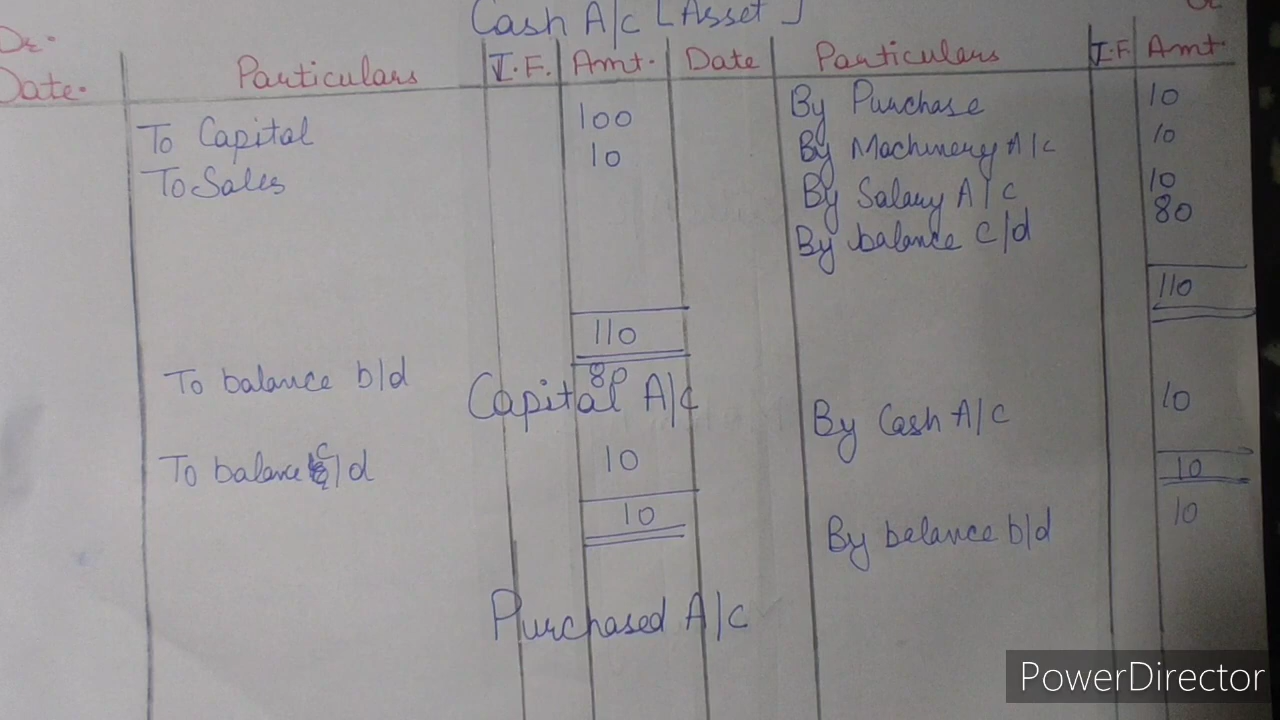 Cash A/c [Asset]
Dr.
Date. Particulars I.F. Amt. Date Particulars I.F. Amt.
To Capital 100 By Purchase 10
To Sales 10 By Machinery A/c 10
By Salary A/c 10
By balance c/d 80
110 110
To balance b/d 80
Capital A/c
By Cash A/c 10
To balance c/d 10
10 10
By balance b/d 10
Purchased A/c
PowerDirector